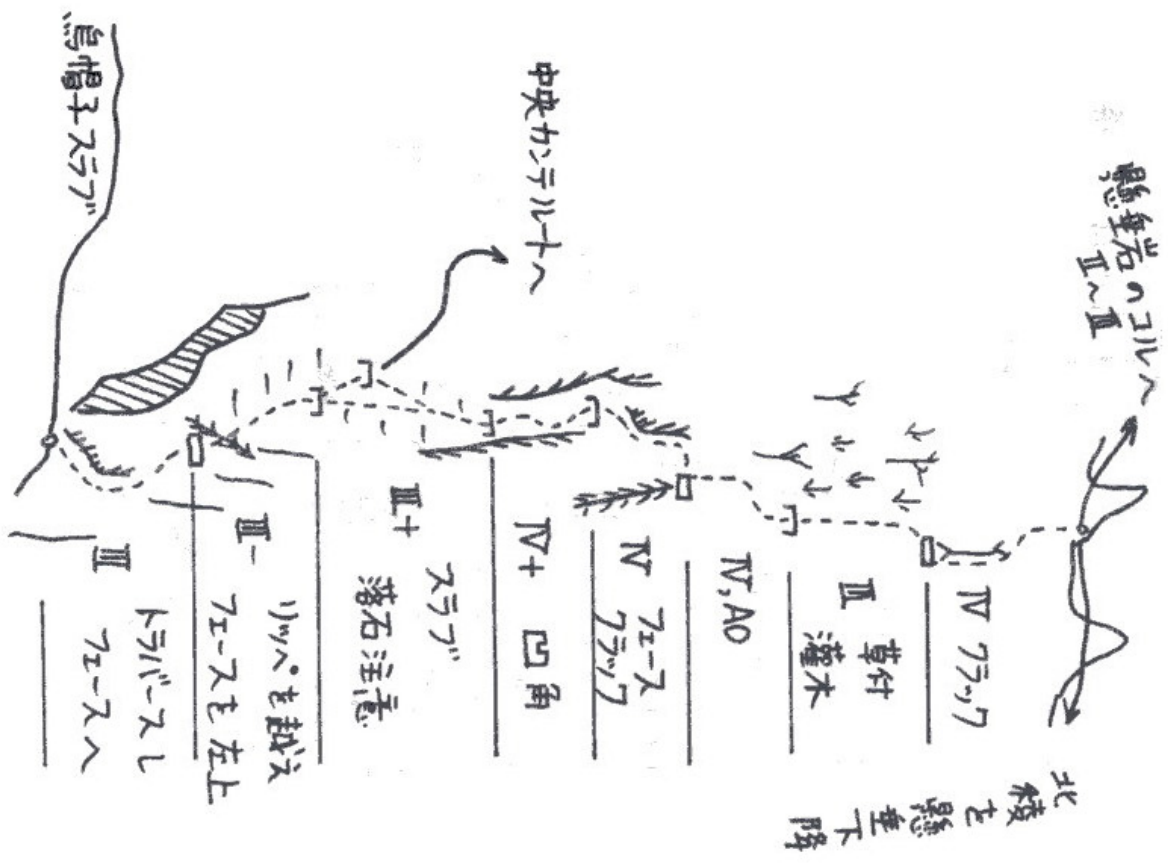 懸垂岩のコルへ
II〜III
北稜を懸垂下降
IV クラック
III 草付
灌木
IV, A0
IV フェース
クラック
IV+ 凹角
中央カンテルートへ
スラブ
III+
落石注意
リッペを越え
III-
フェースを左上
トラバースし
III
フェースへ
烏帽子スラブ